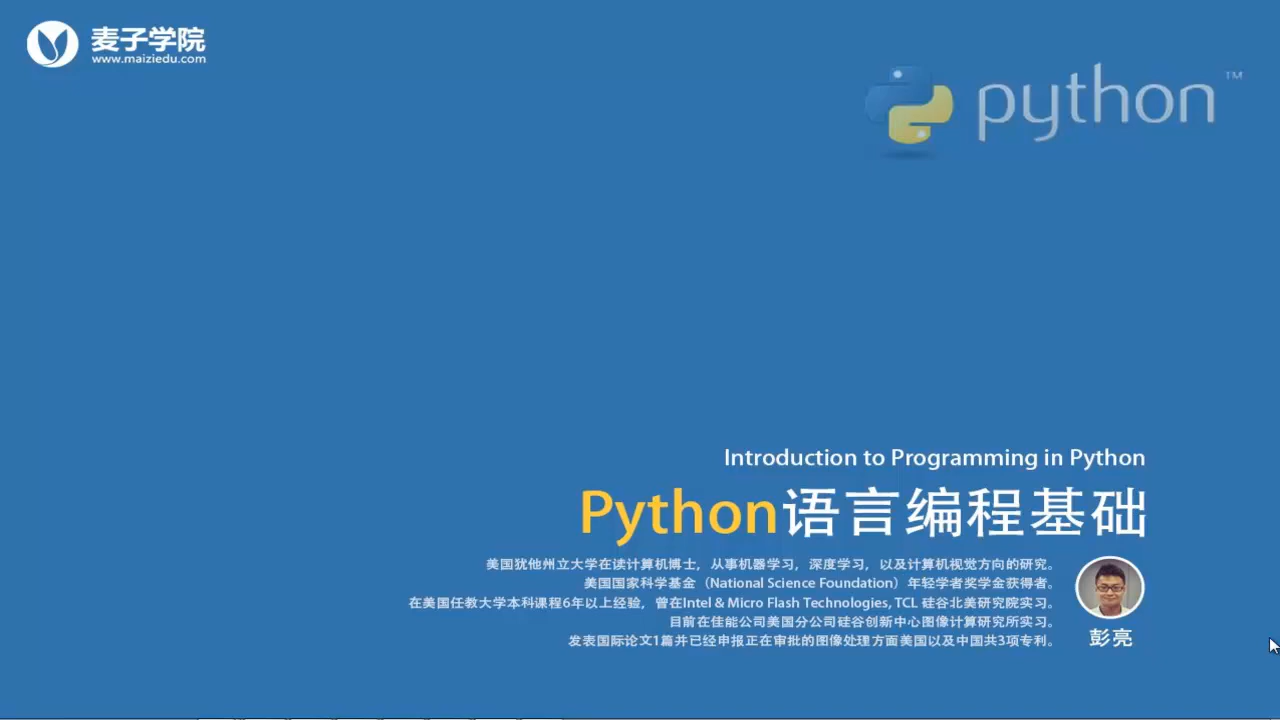 麦子学院
www.maiziedu.com
python™
Introduction to Programming in Python
Python语言编程基础
美国犹他州立大学在读计算机博士，从事机器学习，深度学习，以及计算机视觉方向的研究。
美国国家科学基金（National Science Foundation）年轻学者奖学金获得者。
在美国任教大学本科课程6年以上经验，曾在Intel & Micro Flash Technologies, TCL 硅谷北美研究院实习。
目前在佳能公司美国分公司硅谷创新中心图像计算研究所实习。
发表国际论文1篇并已经申报正在审批的图像处理方面美国以及中国共3项专利。
彭亮